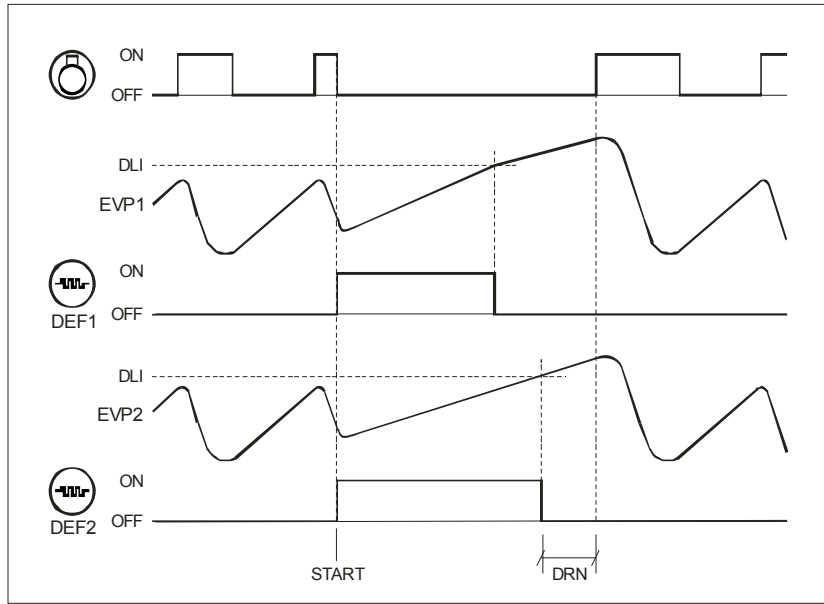 ON
OFF
DLI
EVP1
ON
OFF
DEF1
DLI
EVP2
ON
OFF
DEF2
START
DRN